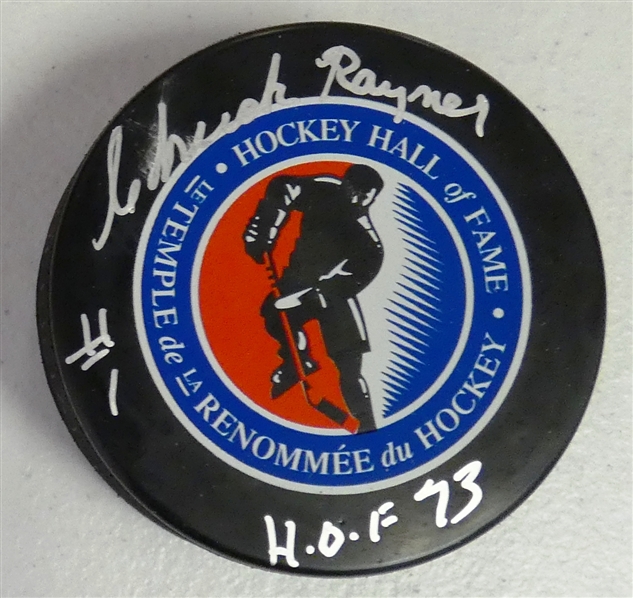 Chuck Rayner
#1
HOCKEY HALL of FAME •
LE TEMPLE de LA RENOMMÉE du HOCKEY •
H.O.F 73